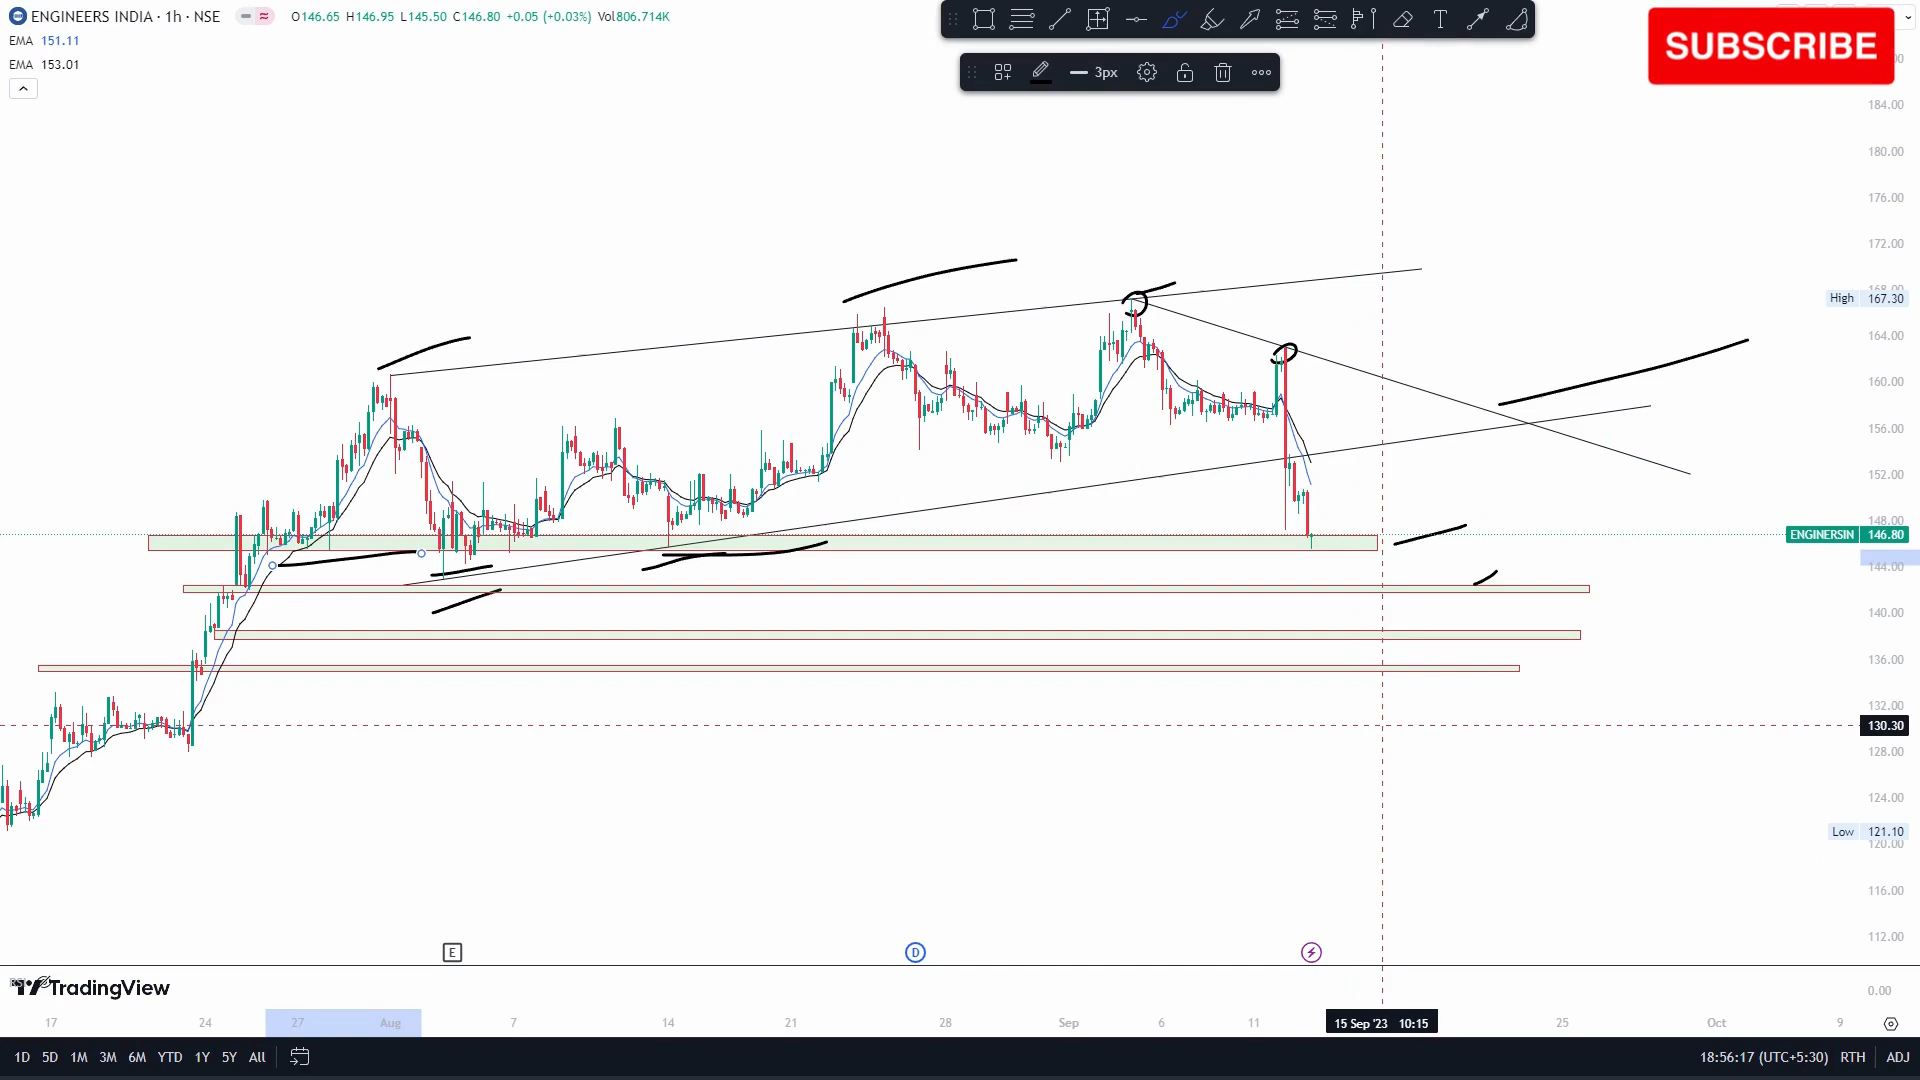 ENGINEERS INDIA · 1h · NSE O146.65 H146.95 L145.50 C146.80 +0.05 (+0.03%) Vol806.714K
EMA 151.11
EMA 153.01
3px
SUBSCRIBE
184.00
180.00
176.00
172.00
168.00
High 167.30
164.00
160.00
156.00
152.00
148.00
ENGINERSIN 146.80
144.00
140.00
136.00
132.00
130.30
128.00
124.00
Low 121.10
120.00
116.00
112.00
E D
TradingView
0.00
17 24 27 Aug 7 14 21 28 Sep 6 11 15 Sep '23 10:15 25 Oct 9
1D 5D 1M 3M 6M YTD 1Y 5Y All 18:56:17 (UTC+5:30) RTH ADJ